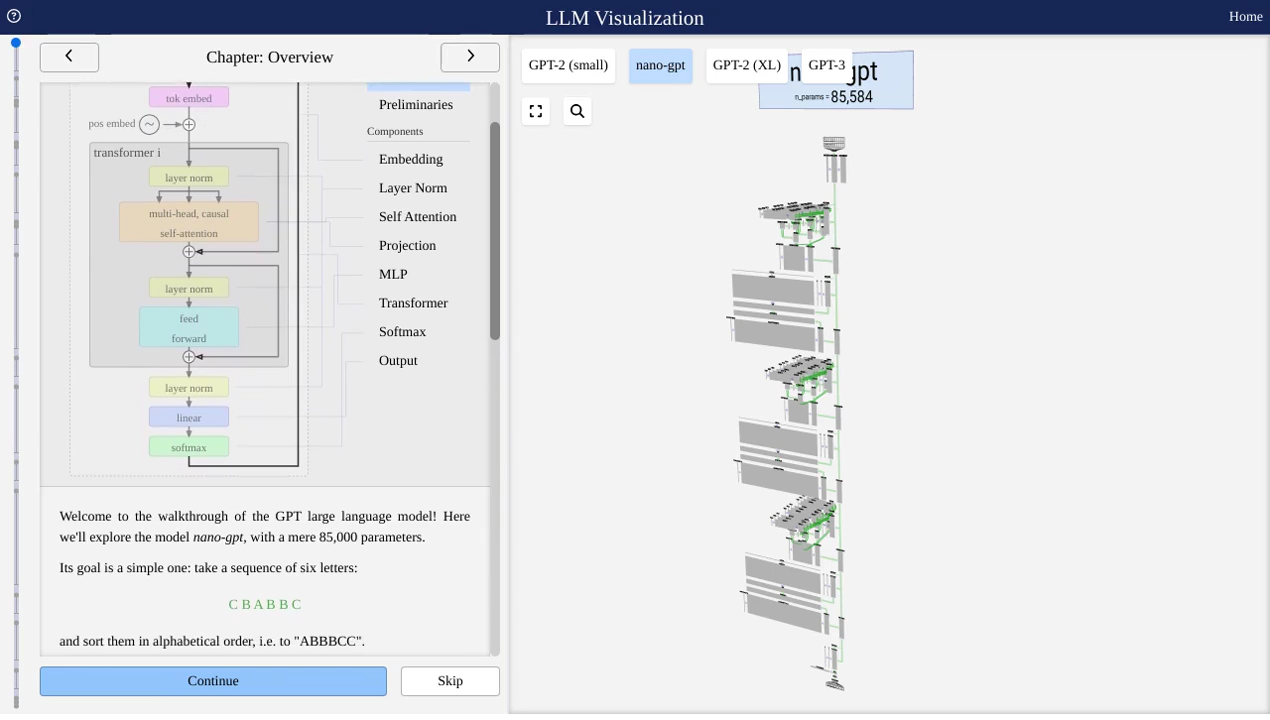 LLM Visualization
Home
Chapter: Overview
tok embed
pos embed
transformer i
layer norm
multi-head, causal
self-attention
layer norm
feed
forward
layer norm
linear
softmax
Preliminaries
Components
Embedding
Layer Norm
Self Attention
Projection
MLP
Transformer
Softmax
Output
Welcome to the walkthrough of the GPT large language model! Here
we'll explore the model nano-gpt, with a mere 85,000 parameters.
Its goal is a simple one: take a sequence of six letters:
C B A B B C
and sort them in alphabetical order, i.e. to "ABBBCC".
Continue
Skip
GPT-2 (small)
nano-gpt
GPT-2 (XL)
GPT-3
n_params = 85,584